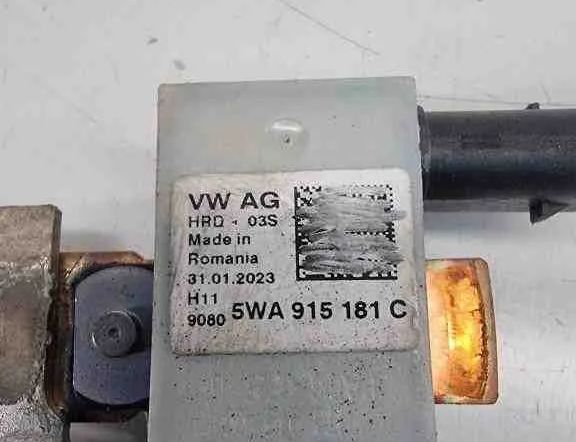 VW AG
HRD - 03S
Made in
Romania
31.01.2023
H11
9080 5WA 915 181 C